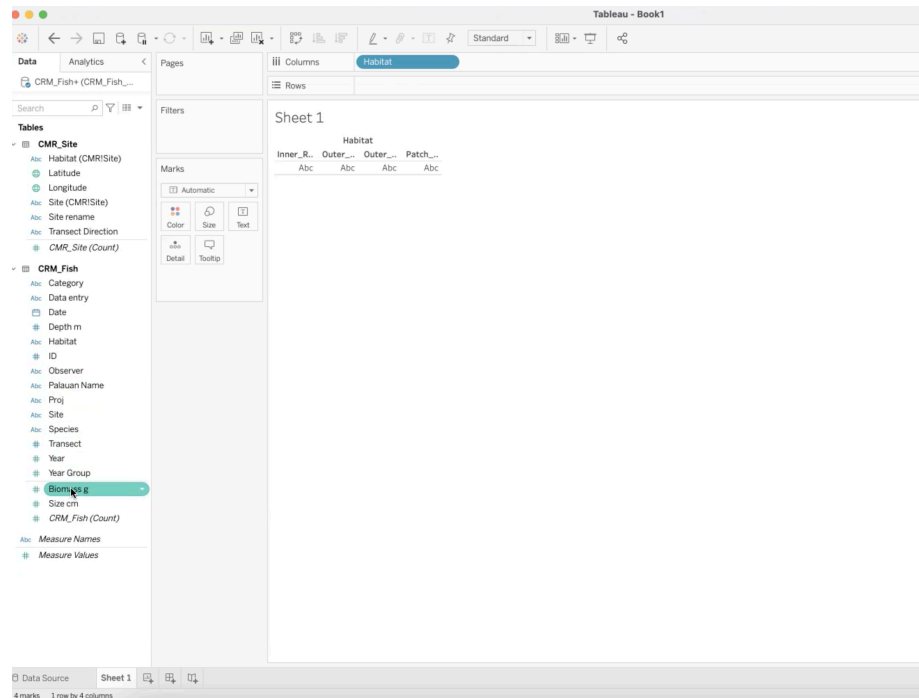 Tableau - Book1
Standard
Data Analytics
Pages
Columns Habitat
CRM_Fish+ (CRM_Fish_...
Rows
Search
Filters
Sheet 1
Tables
CMR_Site
Abc Habitat (CMR!Site)
Latitude
Longitude
Abc Site (CMR!Site)
Abc Site rename
Abc Transect Direction
# CMR_Site (Count)
Habitat
Inner_R.. Outer_.. Outer_.. Patch_..
Abc Abc Abc Abc
Marks
Automatic
Color Size Text
Detail Tooltip
CRM_Fish
Abc Category
Abc Data entry
Date
# Depth m
Abc Habitat
# ID
Abc Observer
Abc Palauan Name
Abc Proj
Abc Site
Abc Species
# Transect
# Year
# Year Group
# Biomass g
# Size cm
# CRM_Fish (Count)
Abc Measure Names
# Measure Values
Data Source Sheet 1
4 marks 1 row by 4 columns